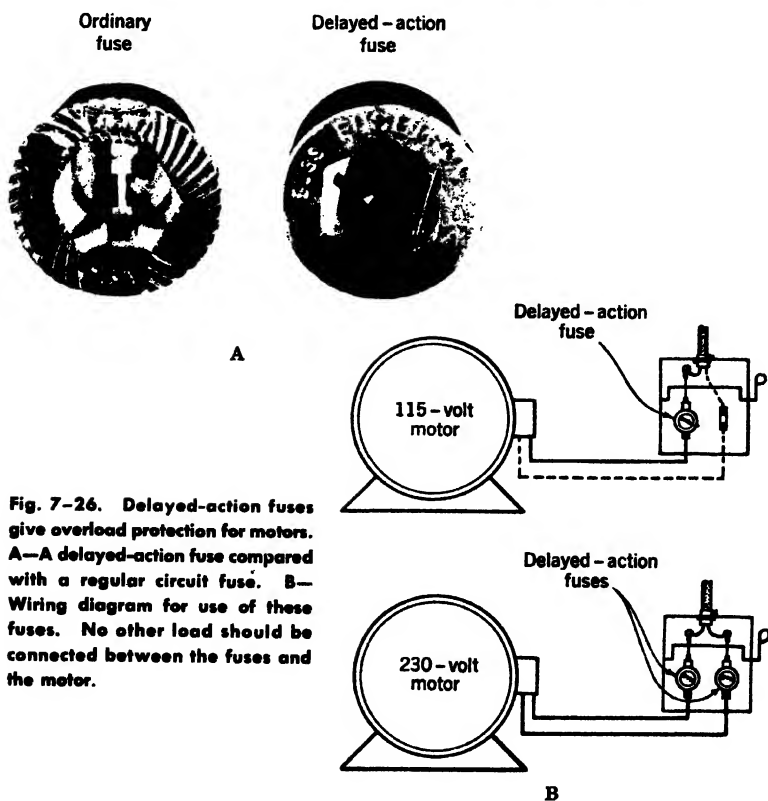 Ordinary
fuse
Delayed-action
fuse
A
Delayed-action
fuse
115-volt
motor
Fig. 7-26. Delayed-action fuses
give overload protection for motors.
A—A delayed-action fuse compared
with a regular circuit fuse. B—
Wiring diagram for use of these
fuses. No other load should be
connected between the fuses and
the motor.
Delayed-action
fuses
230-volt
motor
B